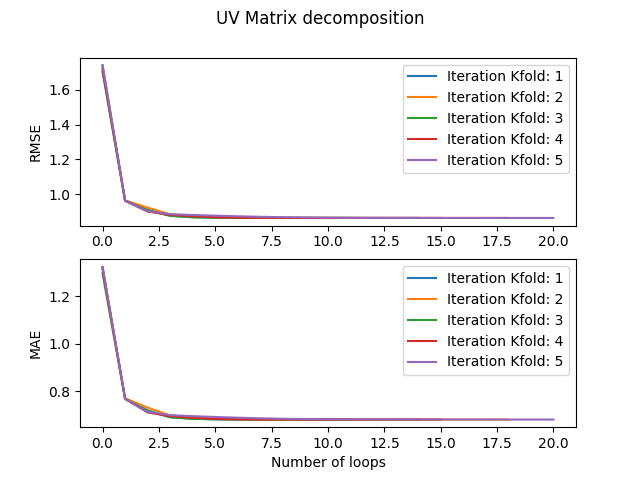 UV Matrix decomposition
RMSE
1.6
1.4
1.2
1.0
Iteration Kfold: 1
Iteration Kfold: 2
Iteration Kfold: 3
Iteration Kfold: 4
Iteration Kfold: 5
0.0 2.5 5.0 7.5 10.0 12.5 15.0 17.5 20.0
MAE
1.2
1.0
0.8
Iteration Kfold: 1
Iteration Kfold: 2
Iteration Kfold: 3
Iteration Kfold: 4
Iteration Kfold: 5
0.0 2.5 5.0 7.5 10.0 12.5 15.0 17.5 20.0
Number of loops